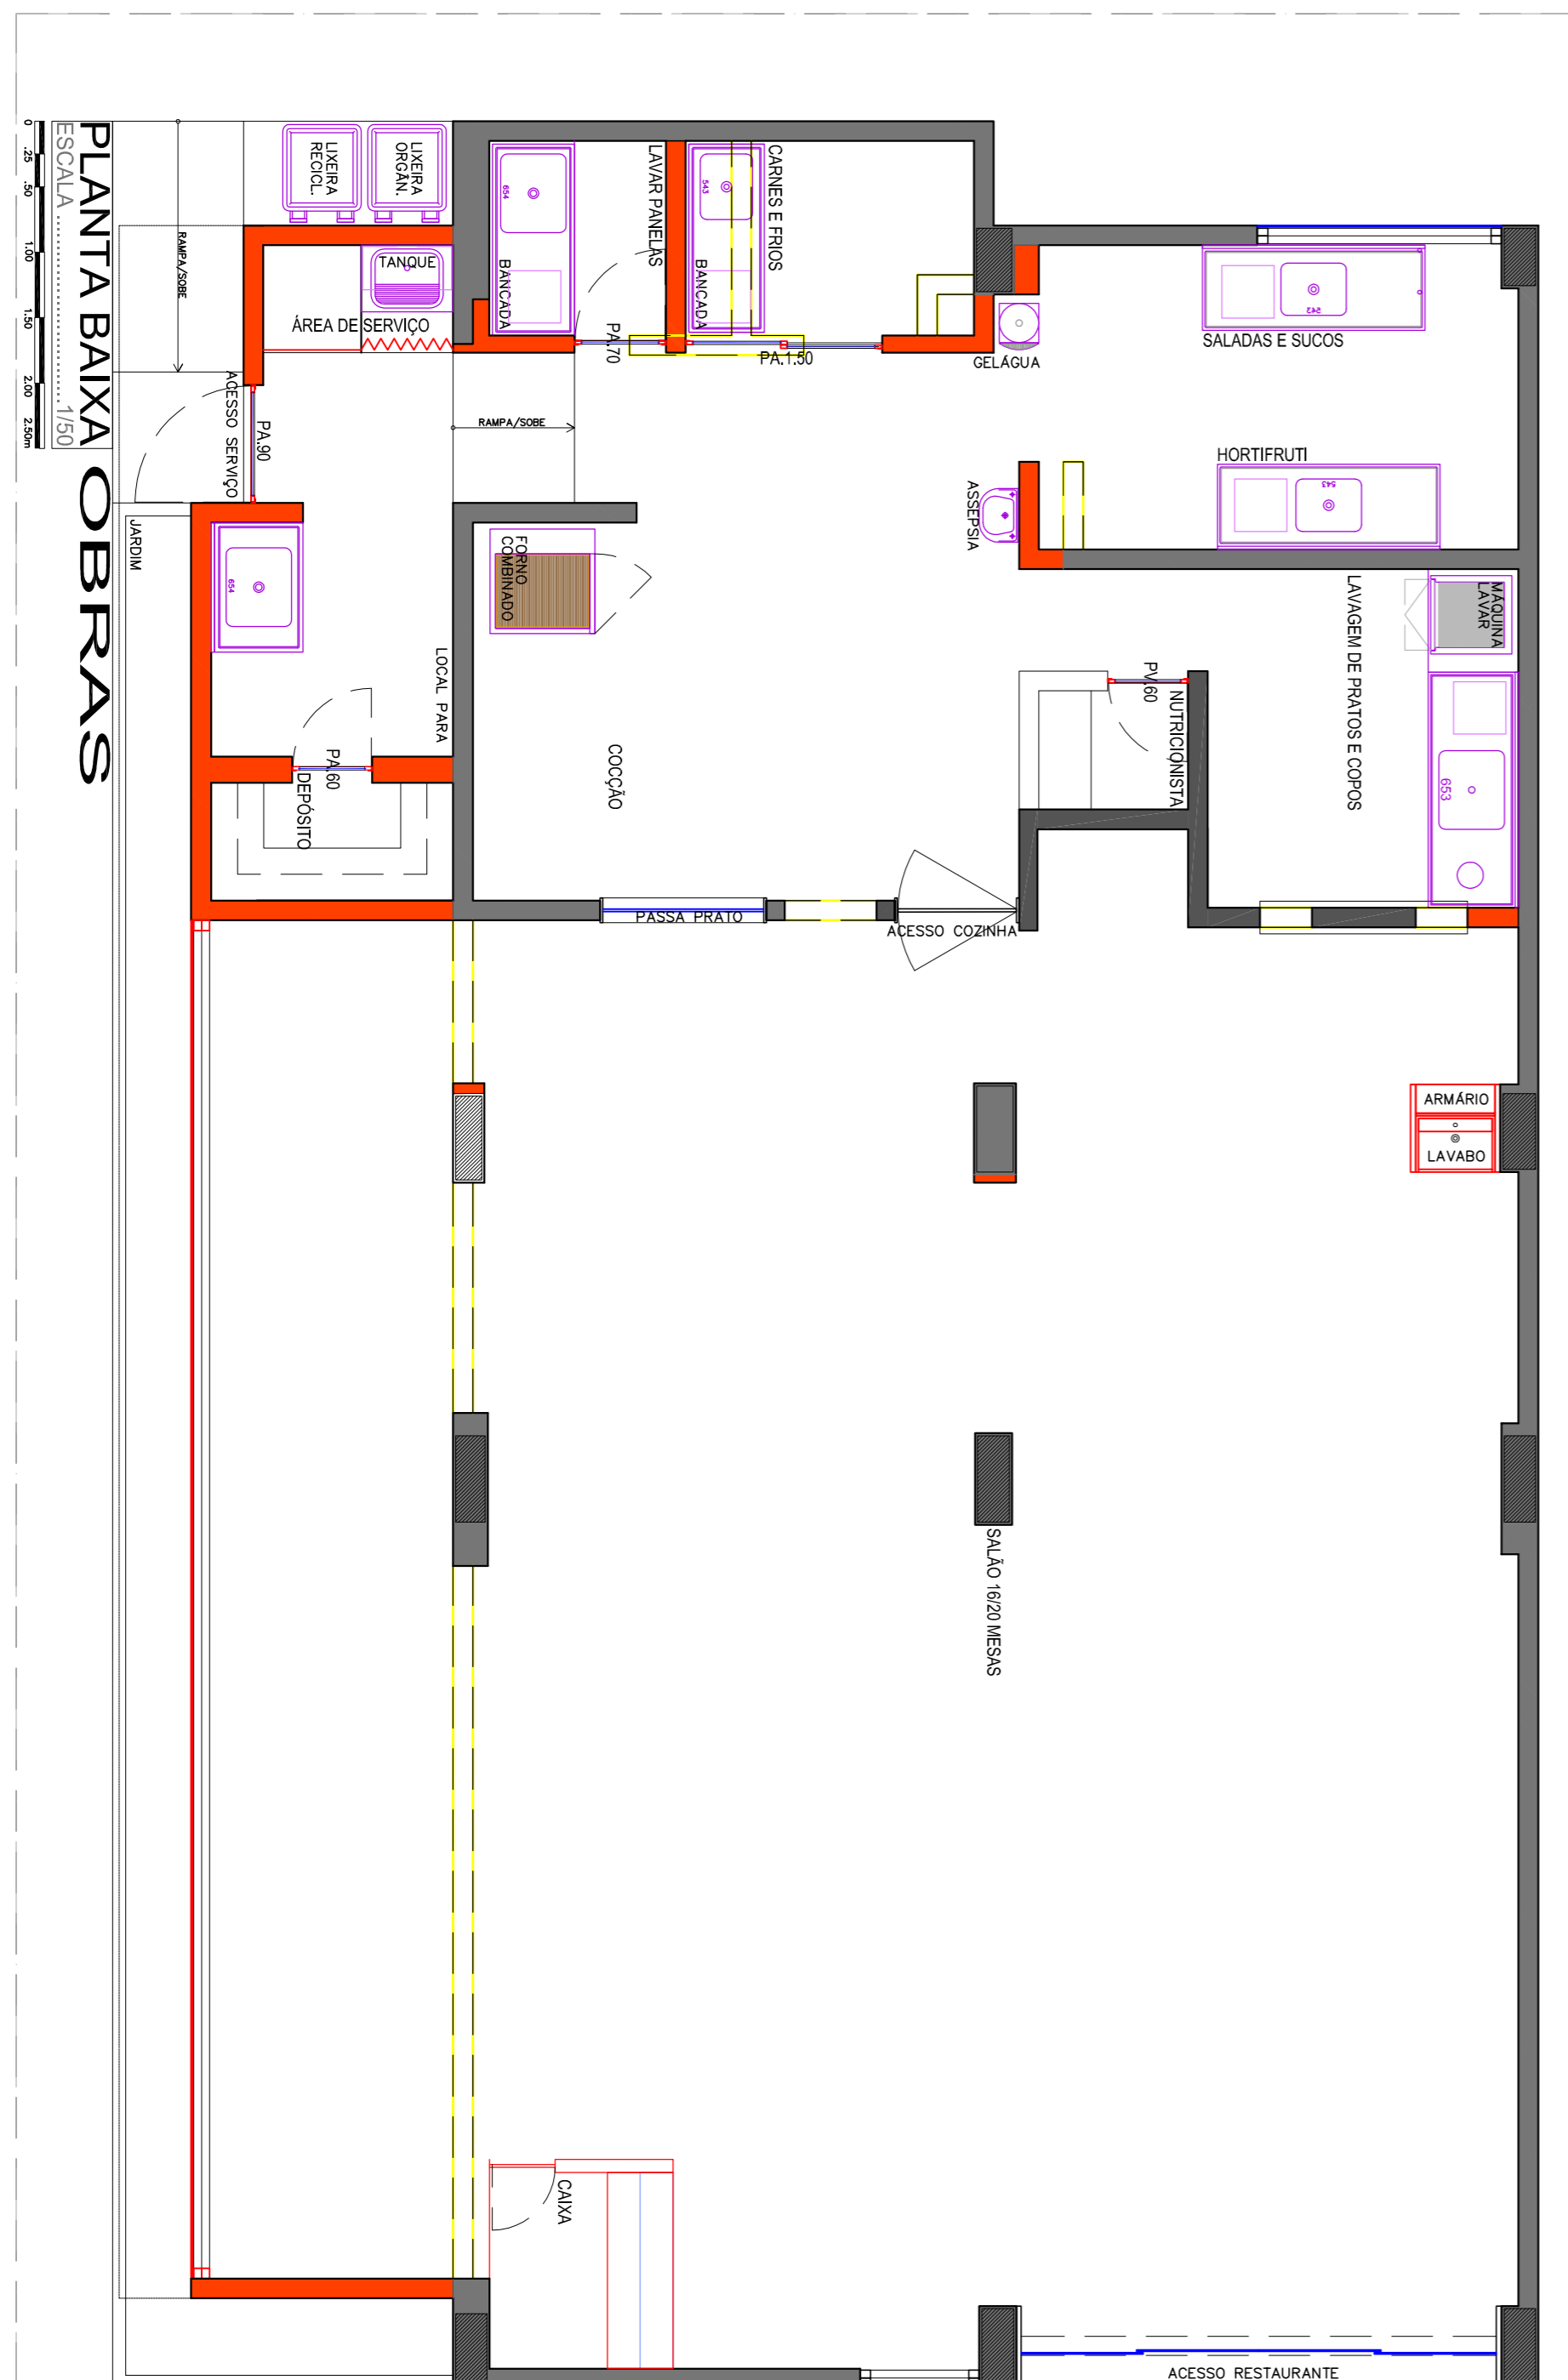 PLANTA BAIXA OBRAS
ESCALA ............... 1/50
0 .25 .50 1.00 1.50 2.00 2.50m
LIXEIRA
RECICL.
LIXEIRA
ORGÂN.
RAMPA/SOBE
TANQUE
ÁREA DE SERVIÇO
654
BANCADA
LAVAR PANELAS
PA.70
543
BANCADA
CARNES E FRIOS
PA.1.50
GELÁGUA
543
SALADAS E SUCOS
ACESSO SERVIÇO
PA.90
RAMPA/SOBE
HORTIFRUTI
543
ASSEPSIA
JARDIM
654
FORNO
COMBINADO
LOCAL PARA
PA.60
DEPÓSITO
COCÇÃO
PV.60
NUTRICIONISTA
LAVAGEM DE PRATOS E COPOS
MÁQUINA
LAVAR
653
PASSA PRATO
ACESSO COZINHA
ARMÁRIO
LAVABO
SALÃO 16/20 MESAS
CAIXA
ACESSO RESTAURANTE